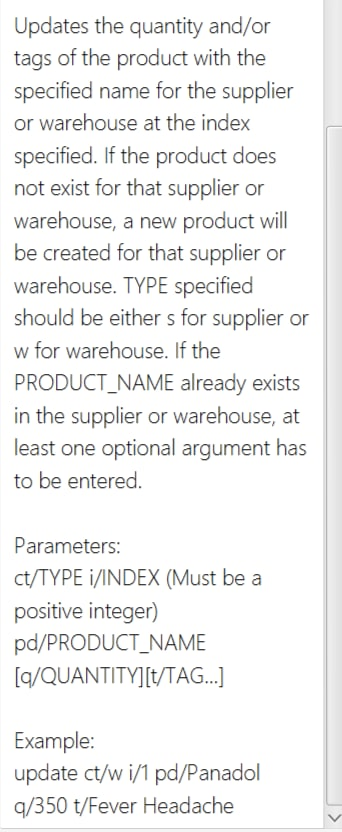 Updates the quantity and/or
tags of the product with the
specified name for the supplier
or warehouse at the index
specified. If the product does
not exist for that supplier or
warehouse, a new product will
be created for that supplier or
warehouse. TYPE specified
should be either s for supplier or
w for warehouse. If the
PRODUCT_NAME already exists
in the supplier or warehouse, at
least one optional argument has
to be entered.

Parameters:
ct/TYPE i/INDEX (Must be a
positive integer)
pd/PRODUCT_NAME
[q/QUANTITY][t/TAG...]

Example:
update ct/w i/1 pd/Panadol
q/350 t/Fever Headache